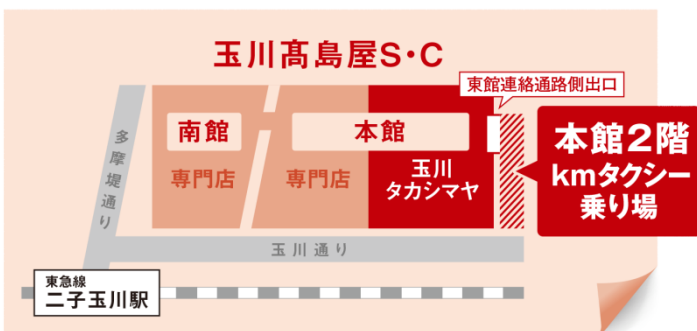 玉川髙島屋S・C
東館連絡通路側出口
南館
本館
専門店
専門店
玉川
タカシマヤ
本館2階
kmタクシー
乗り場
多摩堤通り
玉川通り
東急線
二子玉川駅